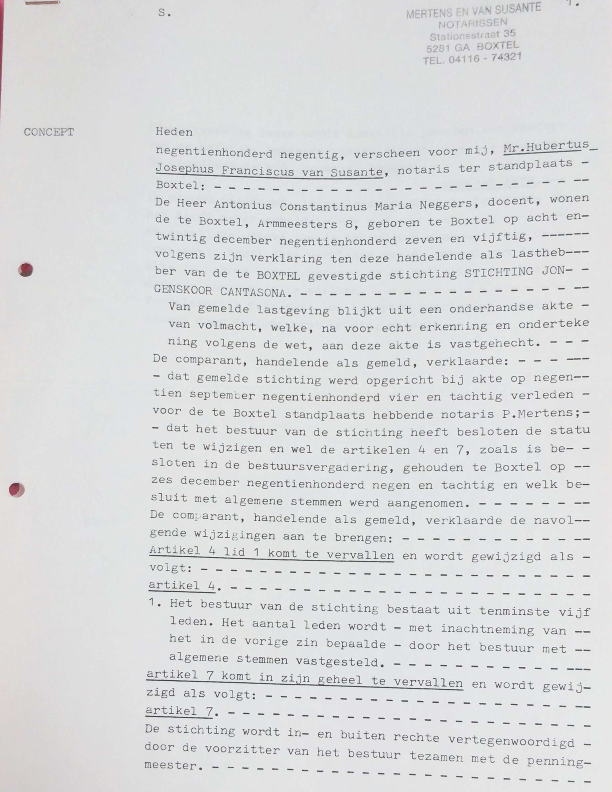 S.
MERTENS EN VAN SUSANTE
1.
NOTARISSEN
Stationsstraat 35
5281 GA BOXTEL
TEL. 04116 - 74321
CONCEPT
Heden
negentienhonderd negentig, verscheen voor mij, Mr.Hubertus
Josephus Franciscus van Susante, notaris ter standplaats -
Boxtel: - - - - - - - - - - - - - - - - - - - - - - - - - -
De Heer Antonius Constantinus Maria Neggers, docent, wonen
de te Boxtel, Armmeesters 8, geboren te Boxtel op acht en-
twintig december negentienhonderd zeven en vijftig, ------
volgens zijn verklaring ten deze handelende als lastheb---
ber van de te BOXTEL gevestigde stichting STICHTING JON- -
GENSKOOR CANTASONA. - - - - - - - - - - - - - - - - - - --
Van gemelde lastgeving blijkt uit een onderhandse akte -
van volmacht, welke, na voor echt erkenning en onderteke
ning volgens de wet, aan deze akte is vastgehecht. - - -
De comparant, handelende als gemeld, verklaarde: - - - ---
- dat gemelde stichting werd opgericht bij akte op negen--
tien september negentienhonderd vier en tachtig verleden -
voor de te Boxtel standplaats hebbende notaris P.Mertens;-
- dat het bestuur van de stichting heeft besloten de statu
ten te wijzigen en wel de artikelen 4 en 7, zoals is be- -
sloten in de bestuursvergadering, gehouden te Boxtel op --
zes december negentienhonderd negen en tachtig en welk be-
sluit met algemene stemmen werd aangenomen. - - - - - - --
De comparant, handelende als gemeld, verklaarde de navol--
gende wijzigingen aan te brengen: - - - - - - - - - - - --
Artikel 4 lid 1 komt te vervallen en wordt gewijzigd als -
volgt: - - - - - - - - - - - - - - - - - - - - - - - - - -
artikel 4. - - - - - - - - - - - - - - - - - - - - - - - -
1. Het bestuur van de stichting bestaat uit tenminste vijf
leden. Het aantal leden wordt - met inachtneming van --
het in de vorige zin bepaalde - door het bestuur met --
algemene stemmen vastgesteld. - - - - - - - - - - - ---
artikel 7 komt in zijn geheel te vervallen en wordt gewij-
zigd als volgt: - - - - - - - - - - - - - - - - - - - - --
artikel 7. - - - - - - - - - - - - - - - - - - - - - - - -
De stichting wordt in- en buiten rechte vertegenwoordigd -
door de voorzitter van het bestuur tezamen met de penning-
meester. - - - - - - - - - - - - - - - - - - - - - - - - -